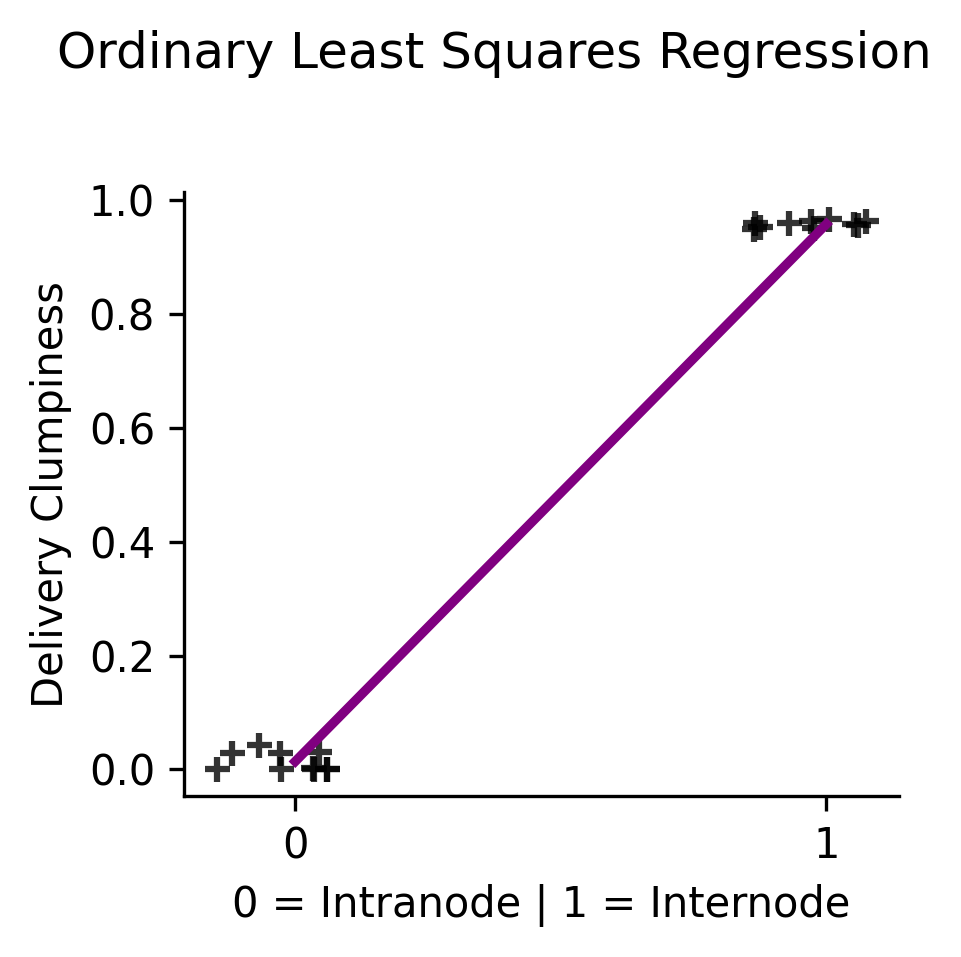 Ordinary Least Squares Regression
1.0
0.8
0.6
0.4
0.2
0.0
Delivery Clumpiness
0 1
0 = Intranode | 1 = Internode